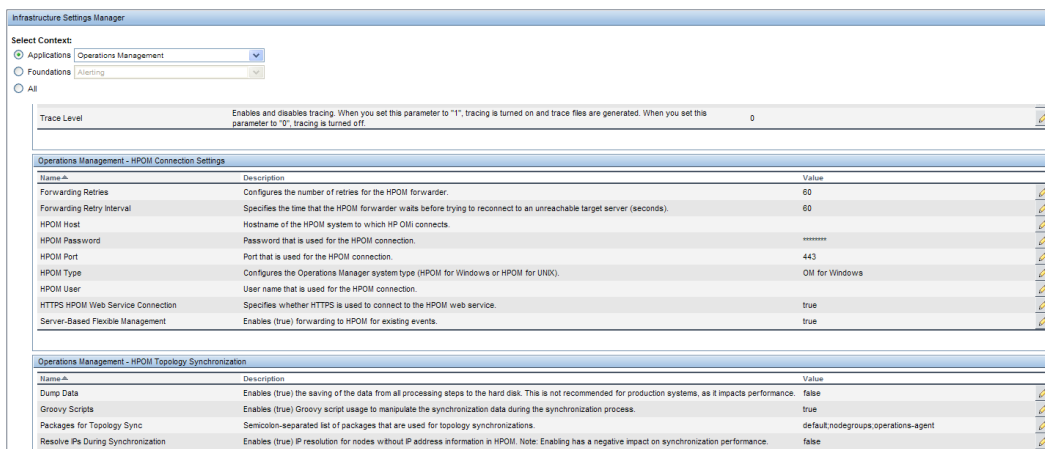 Infrastructure Settings Manager
Select Context:
Applications Operations Management
Foundations Alerting
All
Trace Level Enables and disables tracing. When you set this parameter to "1", tracing is turned on and trace files are generated. When you set this parameter to "0", tracing is turned off. 0
Operations Management - HPOM Connection Settings
Name Description Value
Forwarding Retries Configures the number of retries for the HPOM forwarder. 60
Forwarding Retry Interval Specifies the time that the HPOM forwarder waits before trying to reconnect to an unreachable target server (seconds). 60
HPOM Host Hostname of the HPOM system to which HP OMi connects.
HPOM Password Password that is used for the HPOM connection. ********
HPOM Port Port that is used for the HPOM connection. 443
HPOM Type Configures the Operations Manager system type (HPOM for Windows or HPOM for UNIX). OM for Windows
HPOM User User name that is used for the HPOM connection.
HTTPS HPOM Web Service Connection Specifies whether HTTPS is used to connect to the HPOM web service. true
Server-Based Flexible Management Enables (true) forwarding to HPOM for existing events. true
Operations Management - HPOM Topology Synchronization
Name Description Value
Dump Data Enables (true) the saving of the data from all processing steps to the hard disk. This is not recommended for production systems, as it impacts performance. false
Groovy Scripts Enables (true) Groovy script usage to manipulate the synchronization data during the synchronization process. true
Packages for Topology Sync Semicolon-separated list of packages that are used for topology synchronizations. default;nodegroups;operations-agent
Resolve IPs During Synchronization Enables (true) IP resolution for nodes without IP address information in HPOM. Note: Enabling has a negative impact on synchronization performance. false